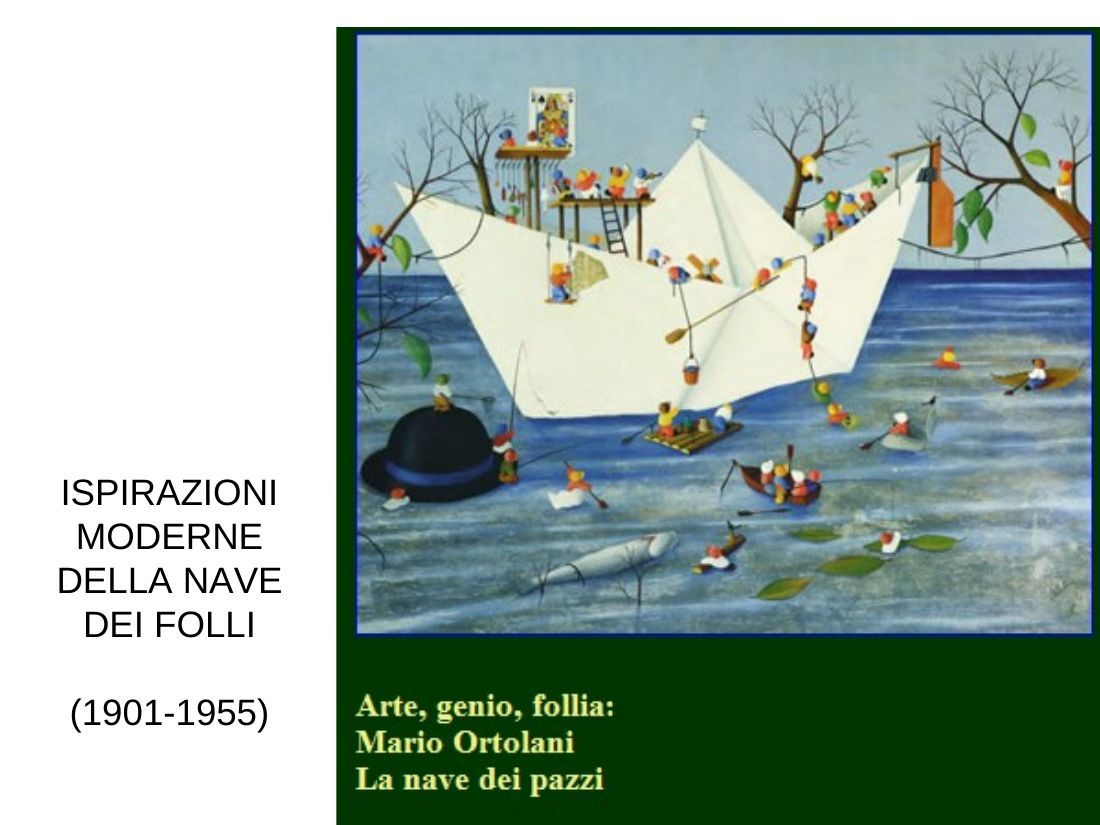 ISPIRAZIONI
MODERNE
DELLA NAVE
DEI FOLLI
(1901-1955)
Arte, genio, follia:
Mario Ortolani
La nave dei pazzi